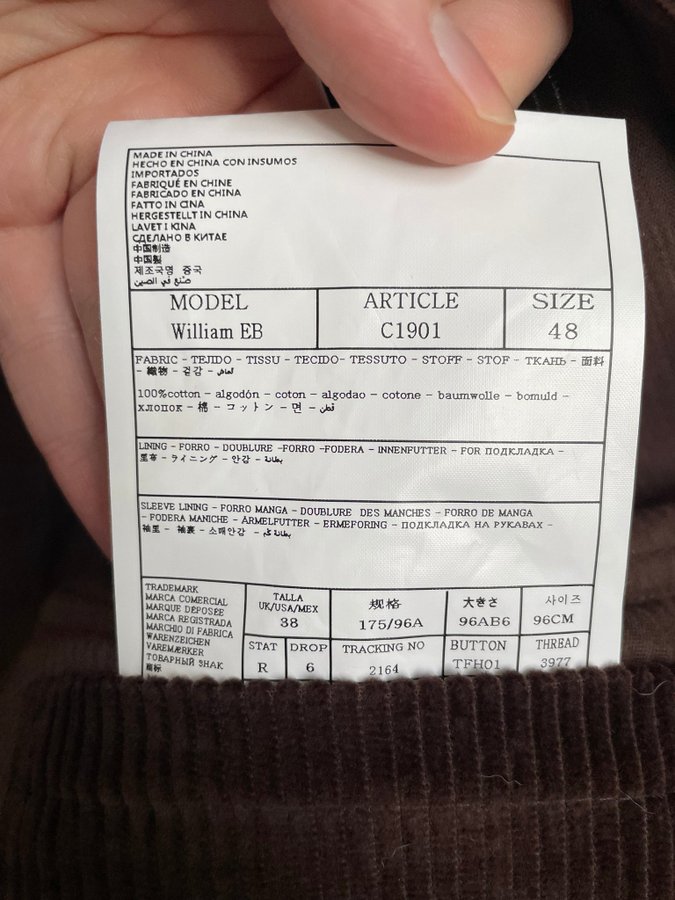 MADE IN CHINA
HECHO EN CHINA CON INSUMOS
IMPORTADOS
FABRIQUÉ EN CHINE
FABRICADO EN CHINA
FATTO IN CINA
HERGESTELLT IN CHINA
LAVET I KINA
СДЕЛАНО В КИТАЕ
中国制造
中国製
제조국명 중국
صنع في الصين
MODEL ARTICLE SIZE
William EB C1901 48
FABRIC - TEJIDO - TISSU - TECIDO- TESSUTO - STOFF - STOF - ТКАНЬ - 面料
- 織物 - 겉감 - قماش
100%cotton - algodón - coton - algodao - cotone - baumwolle - bomuld -
хлопок - 棉 - コットン - 면 - قطن
LINING - FORRO - DOUBLURE -FORRO -FODERA - INNENFUTTER - FOR ПОДКЛАДКА -
里布 - ライニング - 안감 - بطانة
SLEEVE LINING - FORRO MANGA - DOUBLURE DES MANCHES - FORRO DE MANGA
- FODERA MANICHE - ARMELFUTTER - ERMEFORING - ПОДКЛАДКА НА РУКАВАХ -
袖里 - 袖裏 - 소매안감 - بطانة كم
TRADEMARK
MARCA COMERCIAL
MARQUE DÉPOSÉE
MARCA REGISTRADA
MARCHIO DI FABRICA
WARENZEICHEN
VAREMÆRKER
ТОВАРНЫЙ ЗНАК
商标
TALLA 规格 大きさ 사이즈
UK/USA/MEX
38 175/96A 96AB6 96CM
STAT DROP TRACKING NO BUTTON THREAD
R 6 2164 TFH01 3977